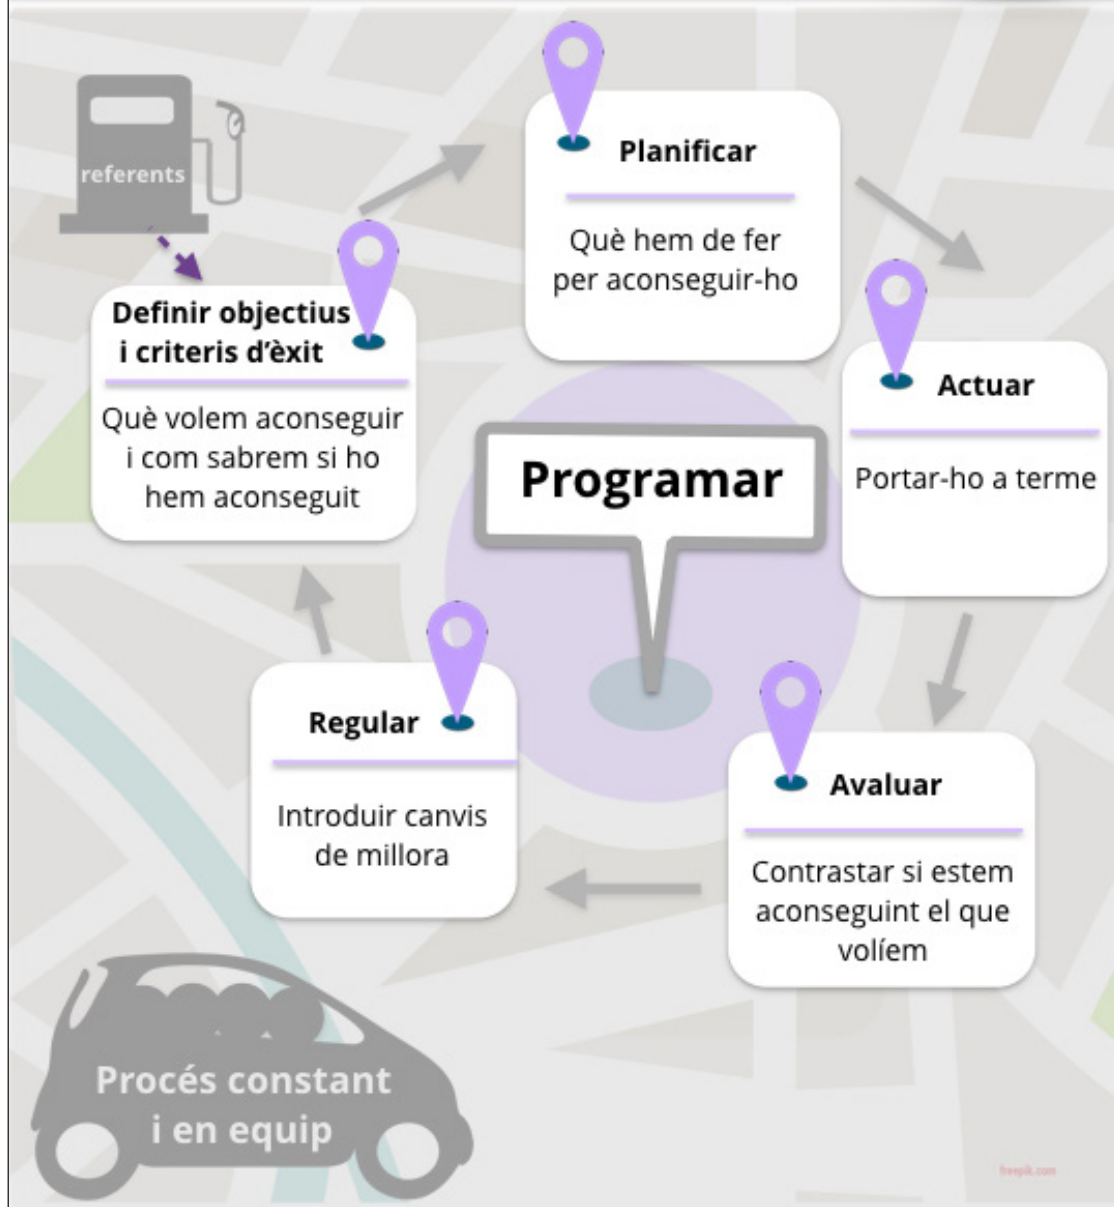 referents
Definir objectius
i criteris d'èxit
Què volem aconseguir
i com sabrem si ho
hem aconseguit
Planificar
Què hem de fer
per aconseguir-ho
Actuar
Portar-ho a terme
Programar
Avaluar
Contrastar si estem
aconseguint el que
volíem
Regular
Introduir canvis
de millora
Procés constant
i en equip
freepik.com